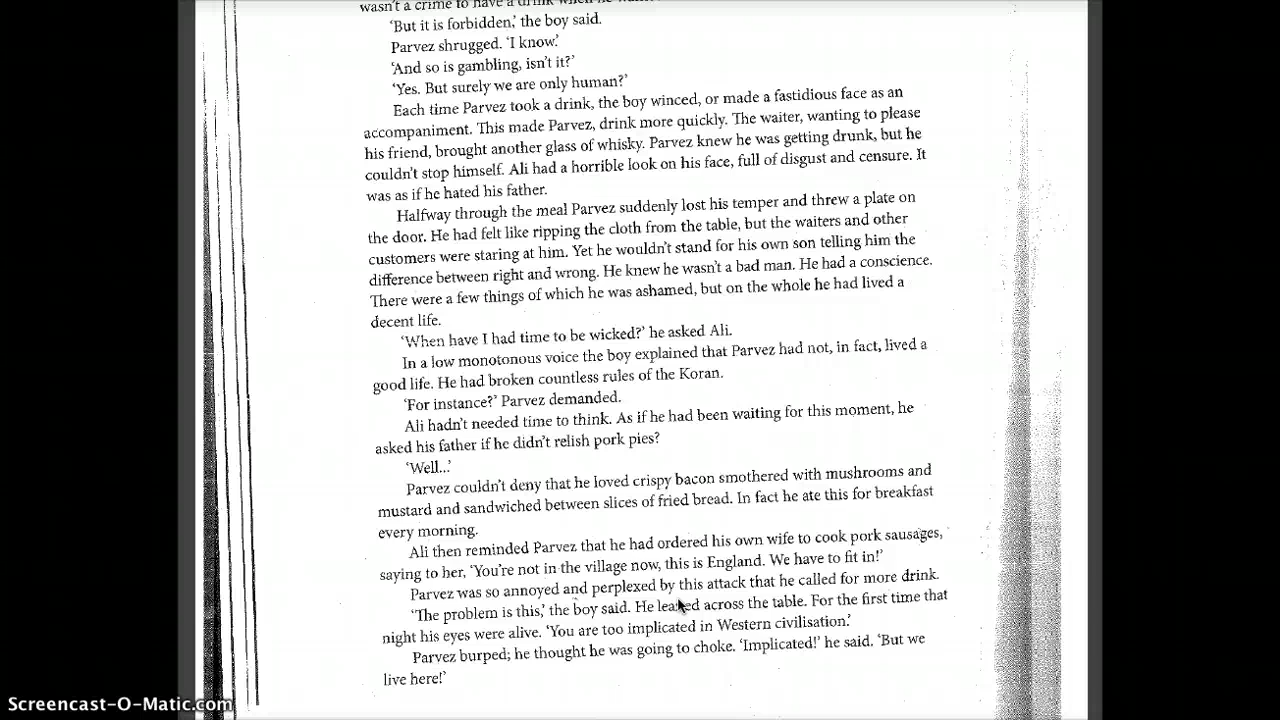 wasn't a crime to have a drink when he
'But it is forbidden,' the boy said.
Parvez shrugged. 'I know.'
'And so is gambling, isn't it?'
'Yes. But surely we are only human?'
Each time Parvez took a drink, the boy winced, or made a fastidious face as an
accompaniment. This made Parvez, drink more quickly. The waiter, wanting to please
his friend, brought another glass of whisky. Parvez knew he was getting drunk, but he
couldn't stop himself. Ali had a horrible look on his face, full of disgust and censure. It
was as if he hated his father.
Halfway through the meal Parvez suddenly lost his temper and threw a plate on
the door. He had felt like ripping the cloth from the table, but the waiters and other
customers were staring at him. Yet he wouldn't stand for his own son telling him the
difference between right and wrong. He knew he wasn't a bad man. He had a conscience.
There were a few things of which he was ashamed, but on the whole he had lived a
decent life.
'When have I had time to be wicked?' he asked Ali.
In a low monotonous voice the boy explained that Parvez had not, in fact, lived a
good life. He had broken countless rules of the Koran.
'For instance?' Parvez demanded.
Ali hadn't needed time to think. As if he had been waiting for this moment, he
asked his father if he didn't relish pork pies?
'Well...'
Parvez couldn't deny that he loved crispy bacon smothered with mushrooms and
mustard and sandwiched between slices of fried bread. In fact he ate this for breakfast
every morning.
Ali then reminded Parvez that he had ordered his own wife to cook pork sausages,
saying to her, 'You're not in the village now, this is England. We have to fit in!'
Parvez was so annoyed and perplexed by this attack that he called for more drink.
'The problem is this,' the boy said. He leaned across the table. For the first time that
night his eyes were alive. 'You are too implicated in Western civilisation.'
Parvez burped; he thought he was going to choke. 'Implicated!' he said. 'But we
live here!'
Screencast-O-Matic.com